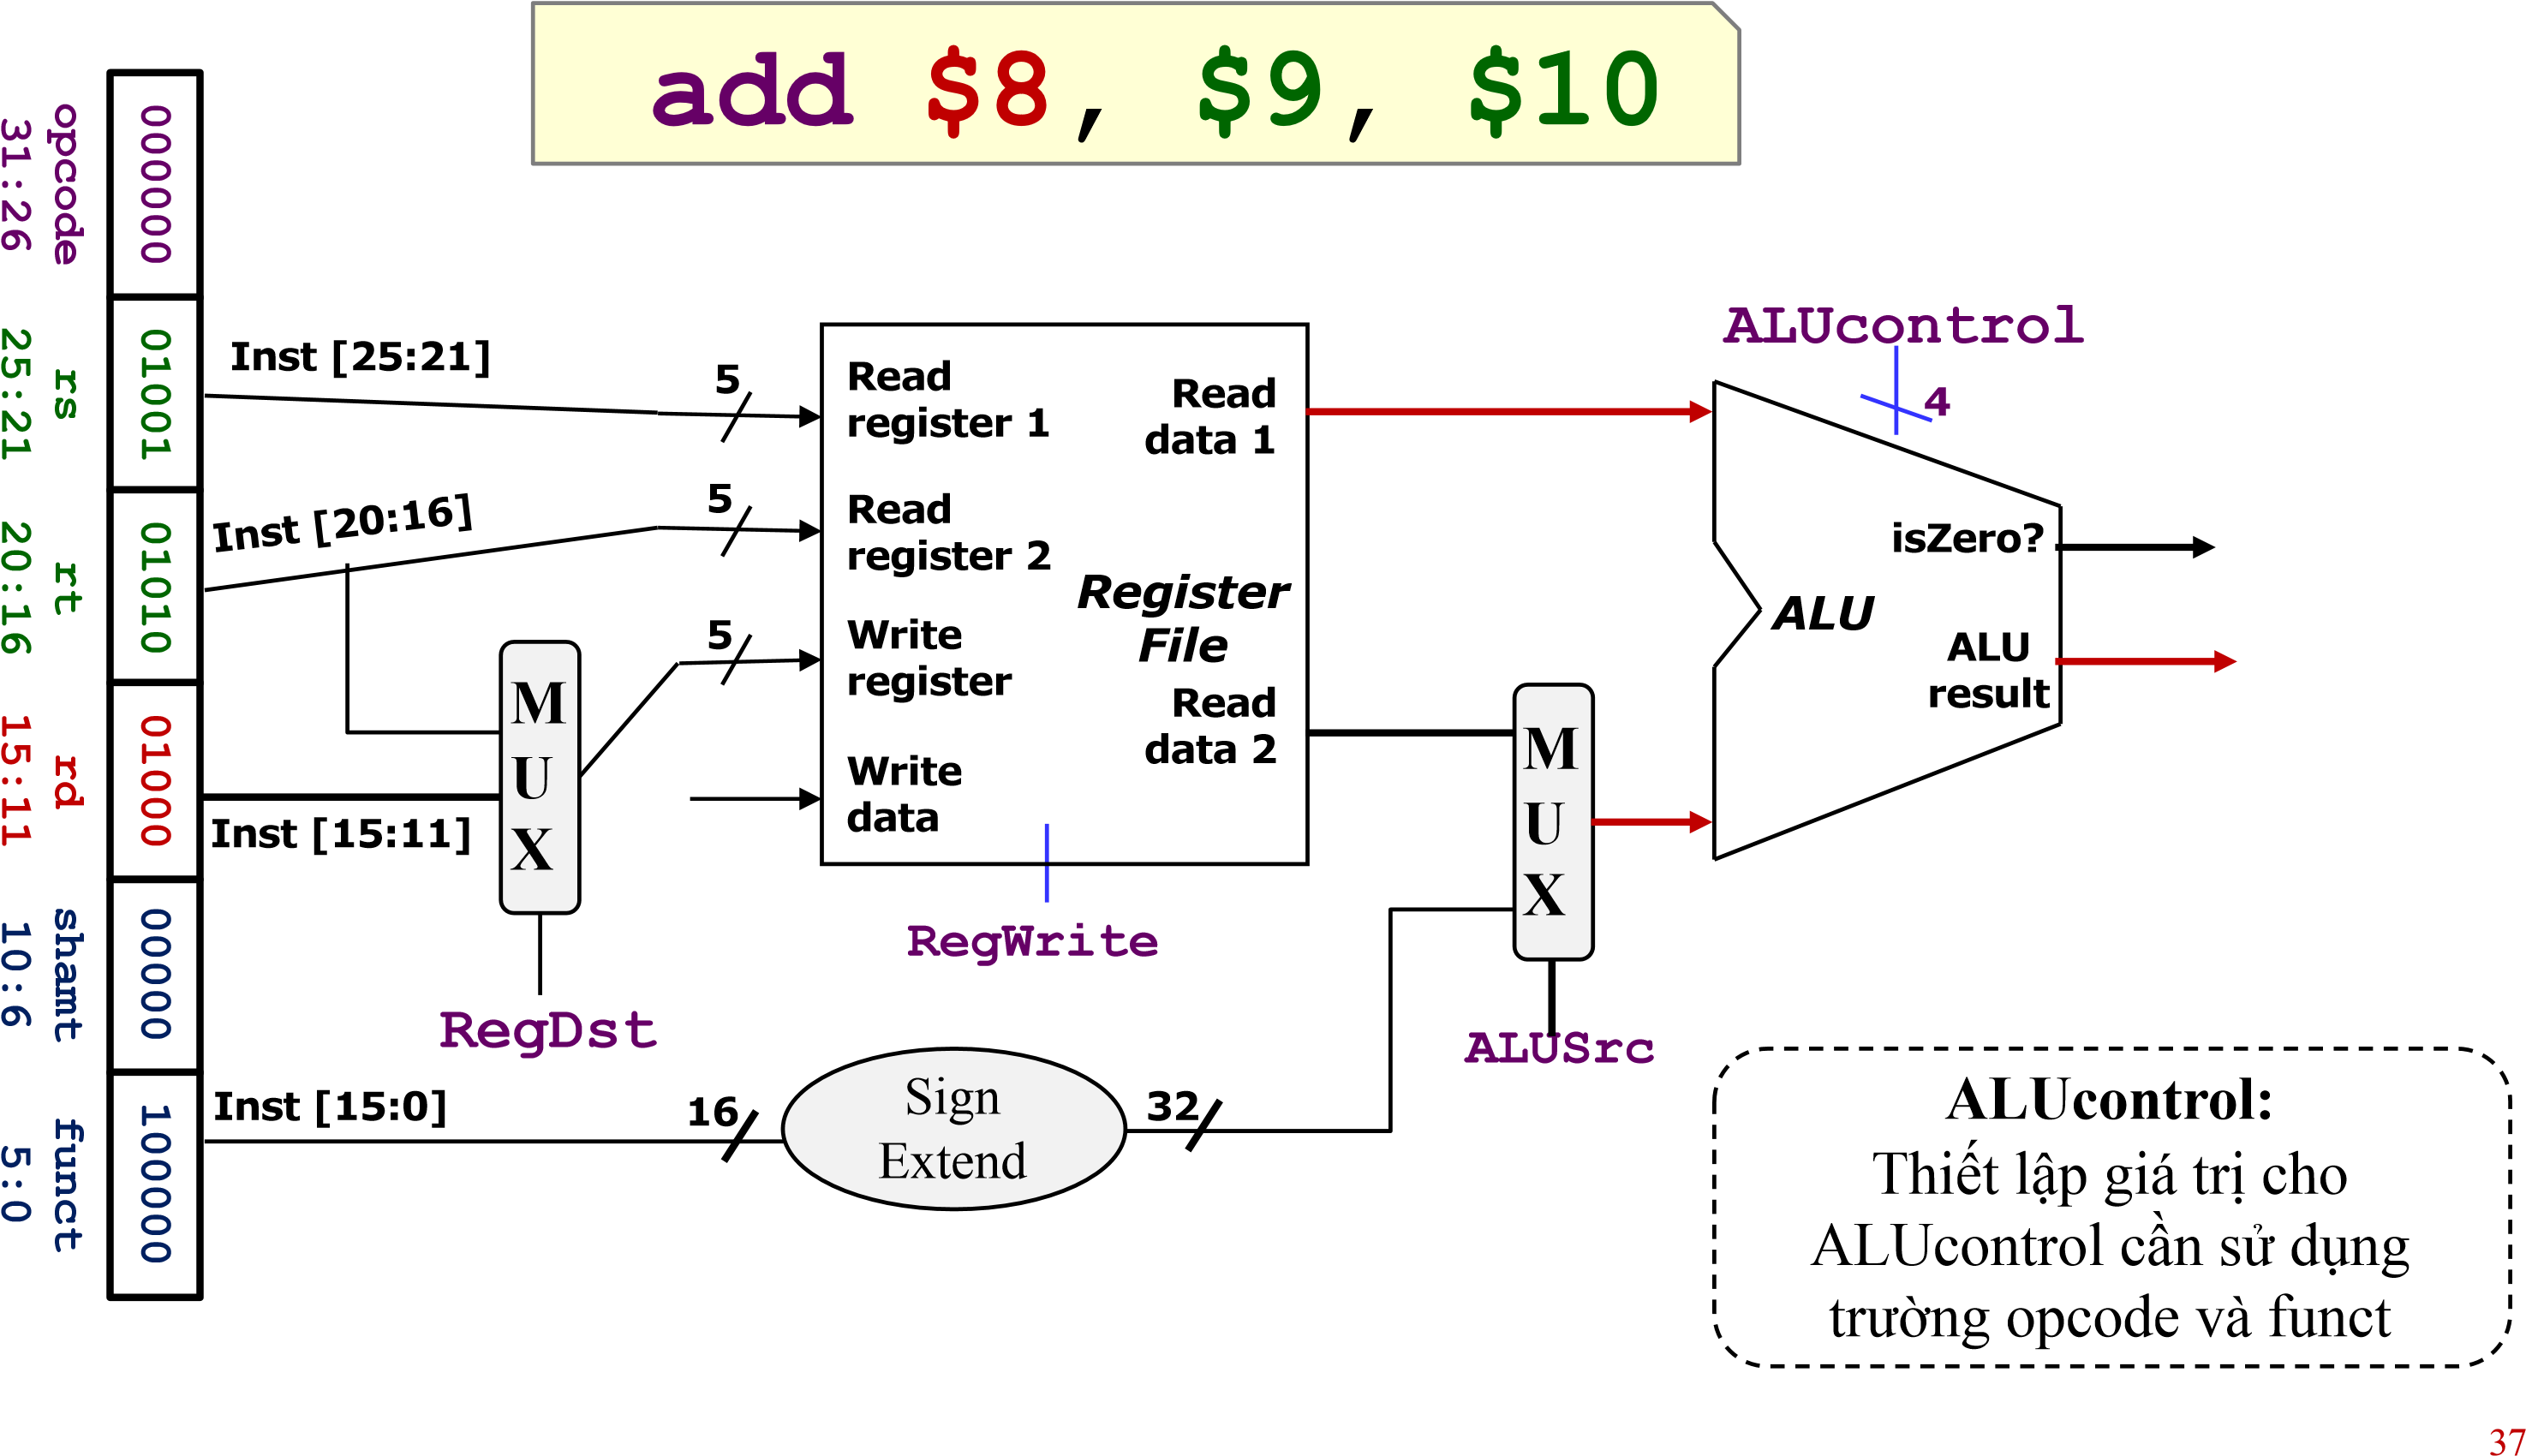 add $8, $9, $10
opcode
31:26
000000
rs
25:21
01001
rt
20:16
01010
rd
15:11
01000
shamt
10:6
00000
funct
5:0
100000
Inst [25:21]
5
Inst [20:16]
5
5
Inst [15:11]
M
U
X
RegDst
Read
register 1
Read
register 2
Write
register
Write
data
Read
data 1
Register
File
Read
data 2
RegWrite
Inst [15:0]
16
Sign
Extend
32
M
U
X
ALUSrc
ALUcontrol
4
isZero?
ALU
ALU
result
ALUcontrol:
Thiết lập giá trị cho
ALUcontrol cần sử dụng
trường opcode và funct
37